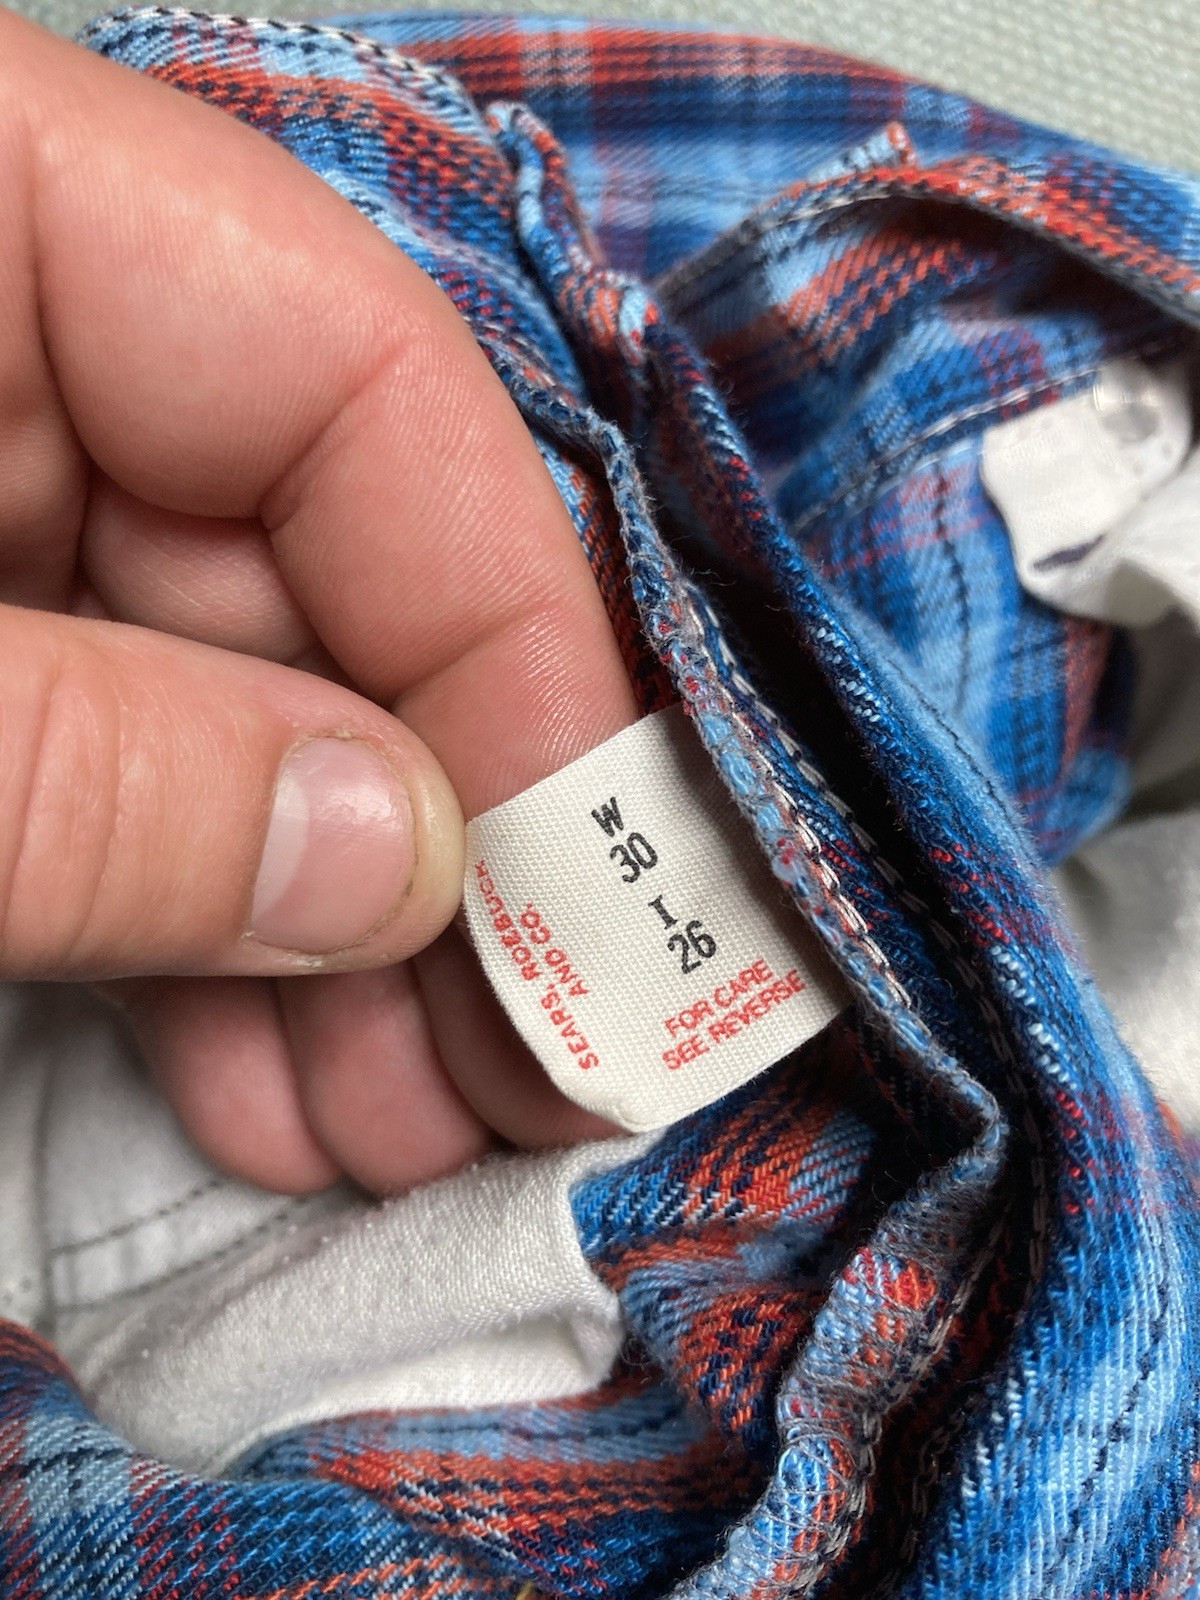 W
30
I
26
SEARS, ROEBUCK
AND CO.
FOR CARE
SEE REVERSE